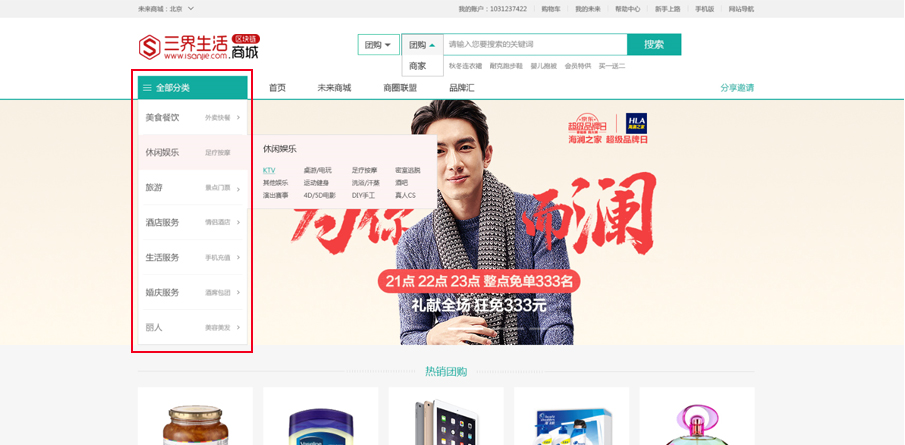 未来商城：北京
我的账户：1031237422 购物车 我的未来 帮助中心 新手上路 手机版 网站导航
三界生活 区块链
www.isanjie.com 商城
团购 团购 请输入您要搜索的关键词 搜索
商家 秋冬连衣裙 耐克跑步鞋 婴儿抱被 会员特供 买一送二
全部分类 首页 未来商城 商圈联盟 品牌汇 分享邀请
美食餐饮 外卖快餐
休闲娱乐 足疗按摩
旅游 景点门票
酒店服务 情侣酒店
生活服务 手机充值
婚庆服务 酒席包团
丽人 美容美发
休闲娱乐
KTV 桌游/电玩 足疗按摩 密室逃脱
其他娱乐 运动健身 洗浴/汗蒸 酒吧
演出赛事 4D/5D电影 DIY手工 真人CS
超级品牌日 HLA 海澜之家
海澜之家 超级品牌日
为你而澜
21点 22点 23点 整点免单333名
礼献全场 狂免333元
热销团购
Vaseline